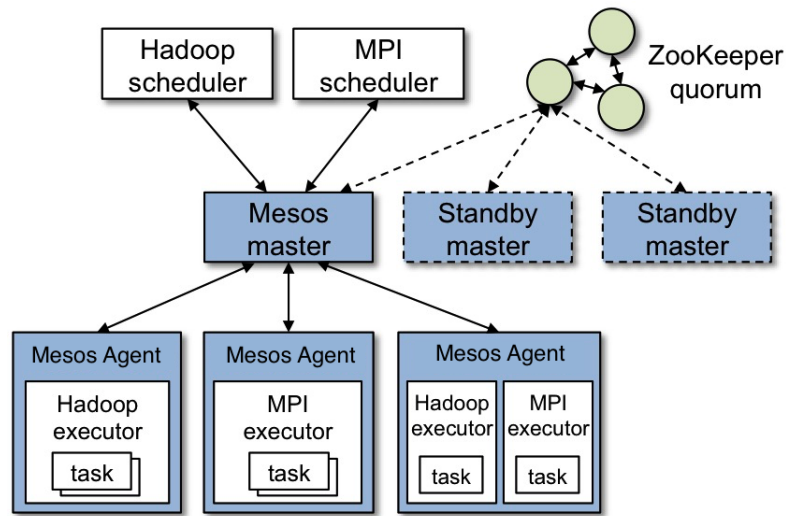 Hadoop
scheduler
MPI
scheduler
ZooKeeper
quorum
Mesos
master
Standby
master
Standby
master
Mesos Agent
Hadoop
executor
task
Mesos Agent
MPI
executor
task
Mesos Agent
Hadoop
executor
task
MPI
executor
task